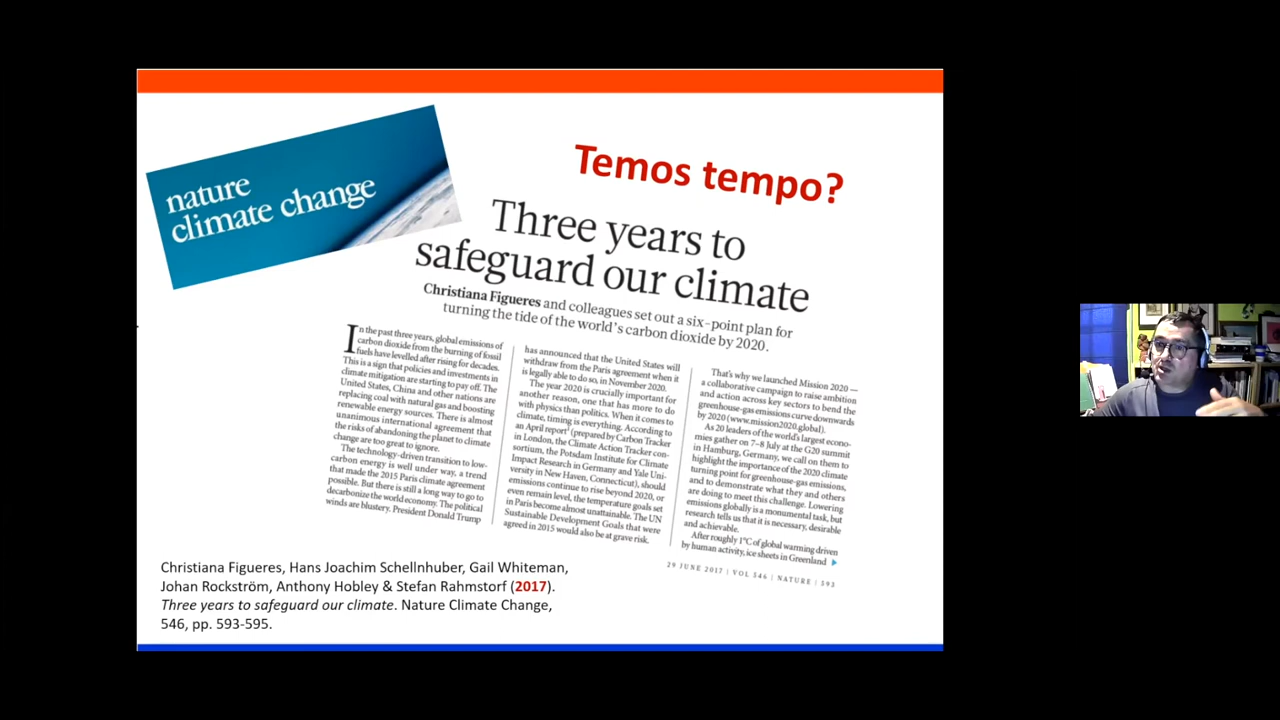 nature
climate change
Temos tempo?
Three years to
safeguard our climate
Christiana Figueres and colleagues set out a six-point plan for
turning the tide of the world's carbon dioxide by 2020.
In the past three years, global emissions of
carbon dioxide from the burning of fossil
fuels have levelled after rising for decades.
This is a sign that policies and investments in
climate mitigation are starting to pay off. The
United States, China and other nations are
replacing coal with natural gas and boosting
renewable energy sources. There is almost
unanimous international agreement that
the risks of abandoning the planet to climate
change are too great to ignore.
The technology-driven transition to low-
carbon energy is well under way, a trend
that made the 2015 Paris climate agreement
possible. But there is still a long way to go to
decarbonize the world economy. The political
winds are blustery. President Donald Trump
has announced that the United States will
withdraw from the Paris agreement when it
is legally able to do so, in November 2020.
The year 2020 is crucially important for
another reason, one that has more to do
with physics than politics. When it comes to
climate, timing is everything. According to
an April report¹ (prepared by Carbon Tracker
in London, the Climate Action Tracker con-
sortium, the Potsdam Institute for Climate
Impact Research in Germany and Yale Uni-
versity in New Haven, Connecticut), should
emissions continue to rise beyond 2020, or
even remain level, the temperature goals set
in Paris become almost unattainable. The UN
Sustainable Development Goals that were
agreed in 2015 would also be at grave risk.
That's why we launched Mission 2020 —
a collaborative campaign to raise ambition
and action across key sectors to bend the
greenhouse-gas emissions curve downwards
by 2020 (www.mission2020.global).
As 20 leaders of the world's largest econo-
mies gather on 7–8 July at the G20 summit
in Hamburg, Germany, we call on them to
highlight the importance of the 2020 climate
turning point for greenhouse-gas emissions,
and to demonstrate what they and others
are doing to meet this challenge. Lowering
emissions globally is a monumental task, but
research tells us that it is necessary, desirable
and achievable.
After roughly 1°C of global warming driven
by human activity, ice sheets in Greenland
29 JUNE 2017 | VOL 546 | NATURE | 593
Christiana Figueres, Hans Joachim Schellnhuber, Gail Whiteman,
Johan Rockström, Anthony Hobley & Stefan Rahmstorf (2017).
Three years to safeguard our climate. Nature Climate Change,
546, pp. 593-595.